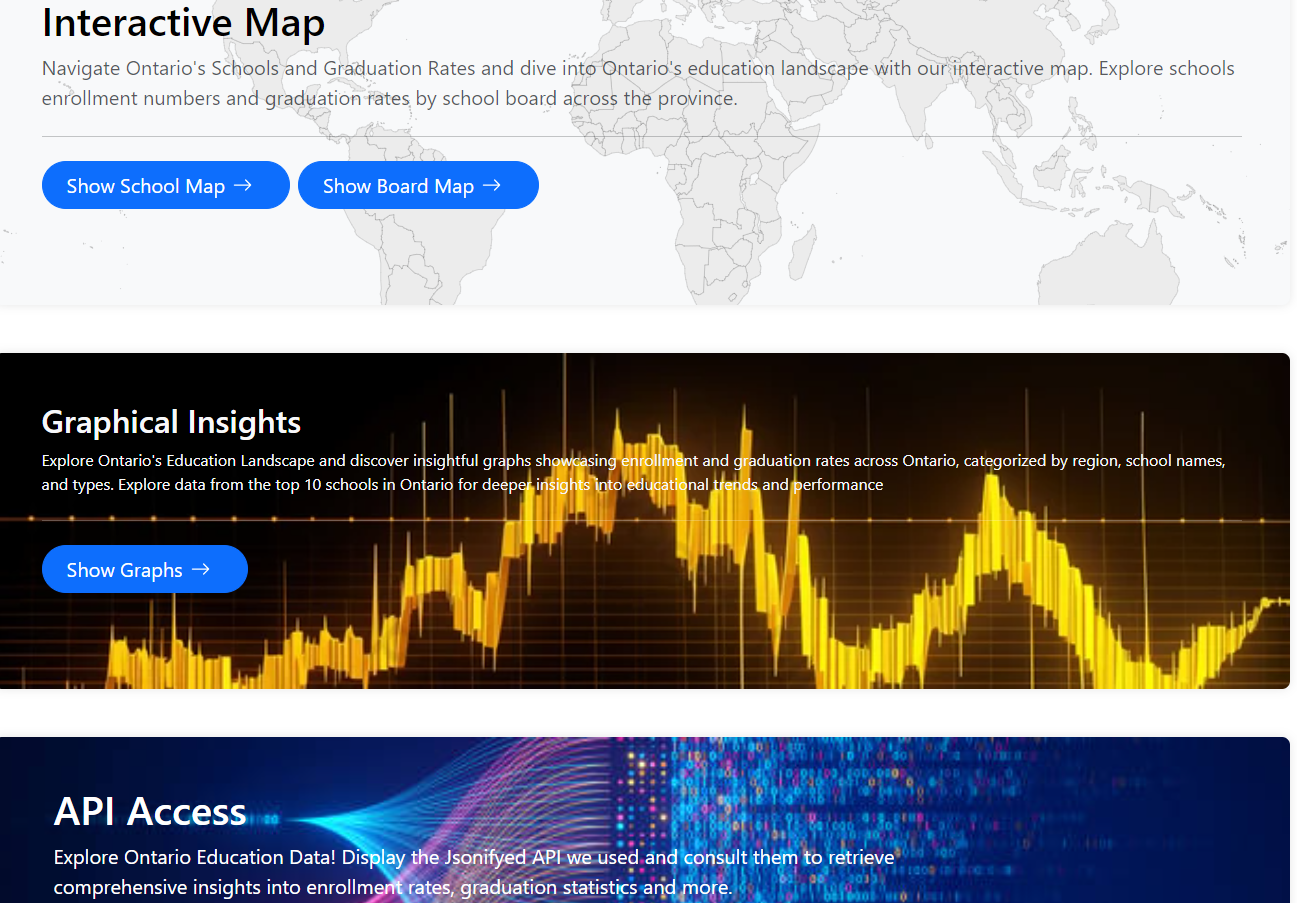 Interactive Map
Navigate Ontario's Schools and Graduation Rates and dive into Ontario's education landscape with our interactive map. Explore schools
enrollment numbers and graduation rates by school board across the province.
Show School Map →
Show Board Map →
Graphical Insights
Explore Ontario's Education Landscape and discover insightful graphs showcasing enrollment and graduation rates across Ontario, categorized by region, school names,
and types. Explore data from the top 10 schools in Ontario for deeper insights into educational trends and performance
Show Graphs →
API Access
Explore Ontario Education Data! Display the Jsonifyed API we used and consult them to retrieve
comprehensive insights into enrollment rates, graduation statistics and more.